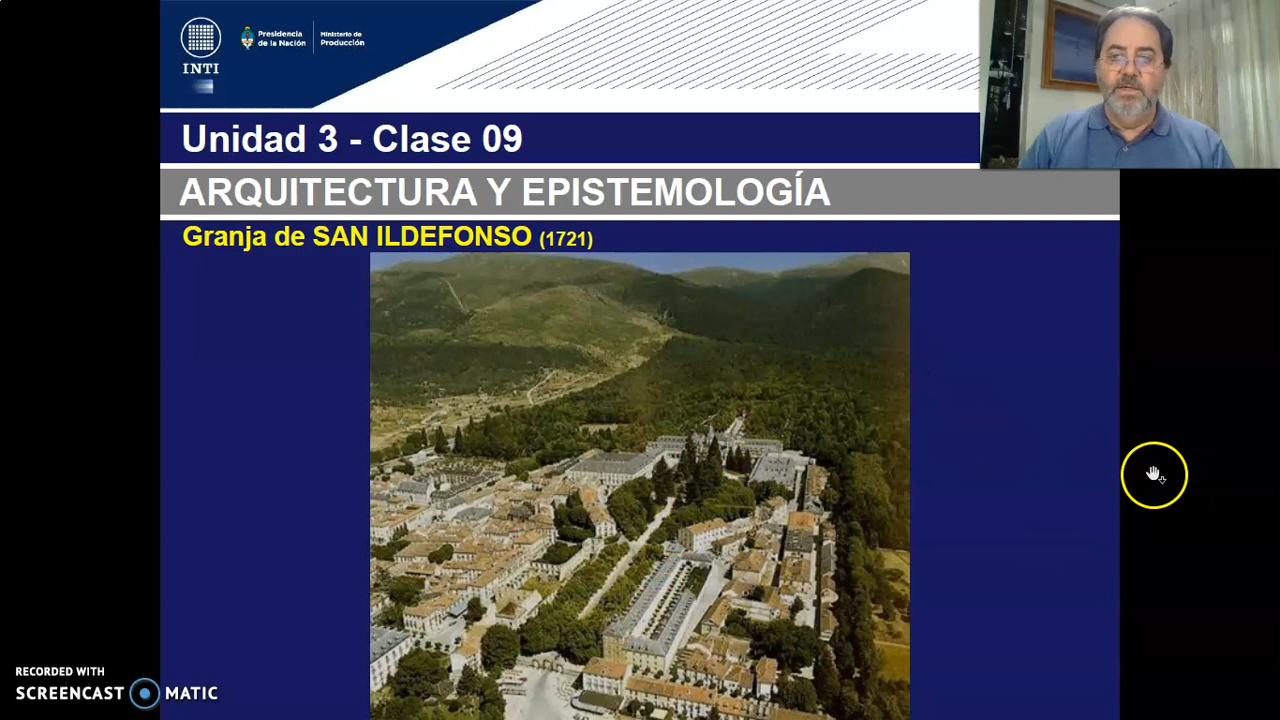 INTI
Presidencia
de la Nación
Ministerio de
Producción
Unidad 3 - Clase 09
ARQUITECTURA Y EPISTEMOLOGÍA
Granja de SAN ILDEFONSO (1721)
RECORDED WITH
SCREENCAST MATIC